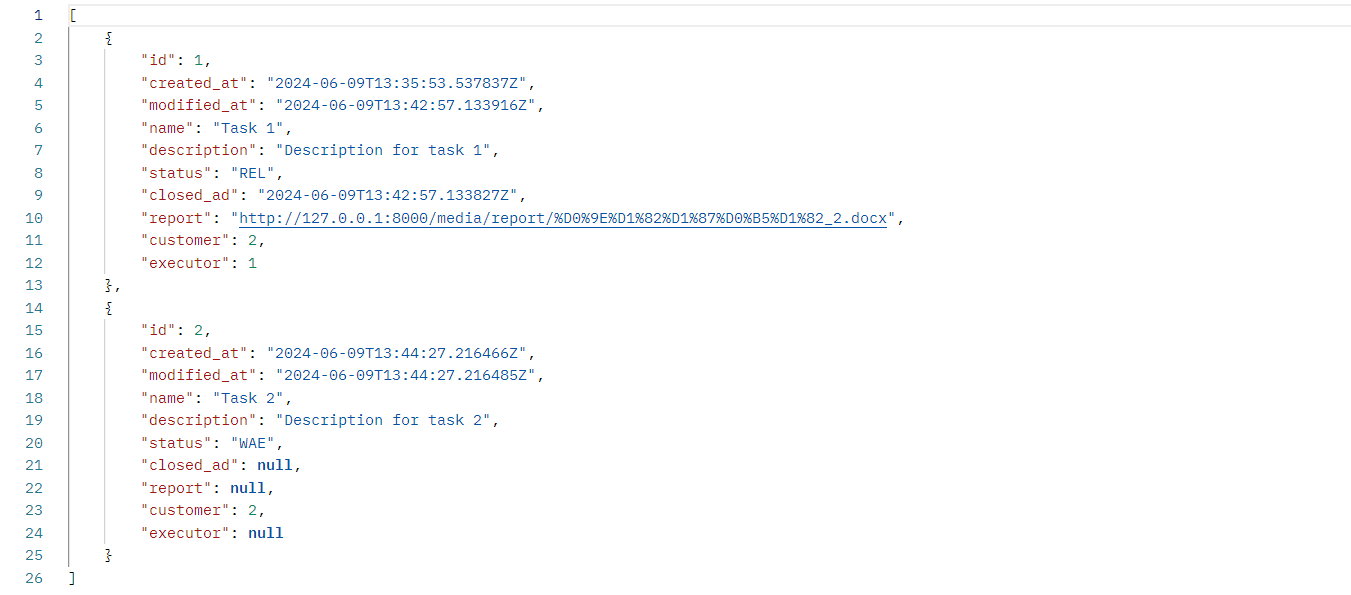 1 [
2 {
3 "id": 1,
4 "created_at": "2024-06-09T13:35:53.537837Z",
5 "modified_at": "2024-06-09T13:42:57.133916Z",
6 "name": "Task 1",
7 "description": "Description for task 1",
8 "status": "REL",
9 "closed_ad": "2024-06-09T13:42:57.133827Z",
10 "report": "http://127.0.0.1:8000/media/report/%D0%9E%D1%82%D1%87%D0%B5%D1%82_2.docx",
11 "customer": 2,
12 "executor": 1
13 },
14 {
15 "id": 2,
16 "created_at": "2024-06-09T13:44:27.216466Z",
17 "modified_at": "2024-06-09T13:44:27.216485Z",
18 "name": "Task 2",
19 "description": "Description for task 2",
20 "status": "WAE",
21 "closed_ad": null,
22 "report": null,
23 "customer": 2,
24 "executor": null
25 }
26 ]